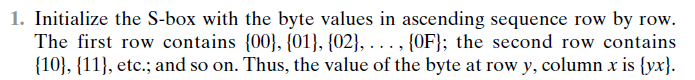 1. Initialize the S-box with the byte values in ascending sequence row by row.
The first row contains {00}, {01}, {02}, . . . , {0F}; the second row contains
{10}, {11}, etc.; and so on. Thus, the value of the byte at row y, column x is {yx}.